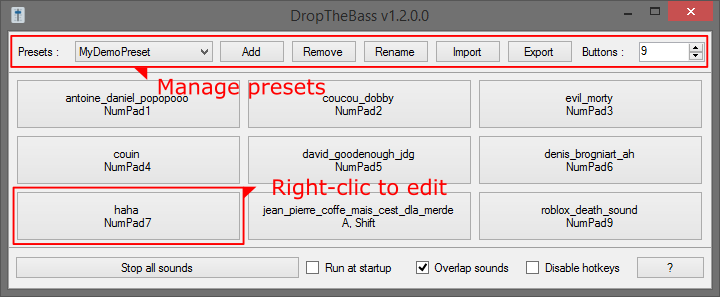 DropTheBass v1.2.0.0
Presets : MyDemoPreset Add Remove Rename Import Export Buttons : 9
Manage presets
antoine_daniel_popopooo coucou_dobby evil_morty
NumPad1 NumPad2 NumPad3
couin david_goodenough_jdg denis_brogniart_ah
NumPad4 NumPad5 NumPad6
Right-clic to edit
haha jean_pierre_coffe_mais_cest_dla_merde roblox_death_sound
NumPad7 A, Shift NumPad9
Stop all sounds Run at startup Overlap sounds Disable hotkeys ?